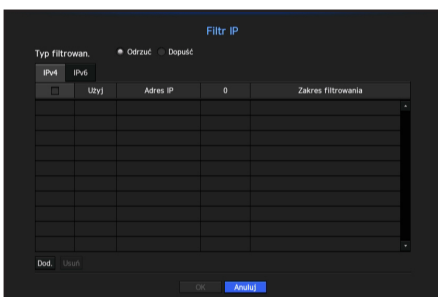 Filtr IP
Typ filtrowan. Odrzuć Dopuść
IPv4 IPv6
Użyj Adres IP 0 Zakres filtrowania
Dod. Usuń
OK Anuluj